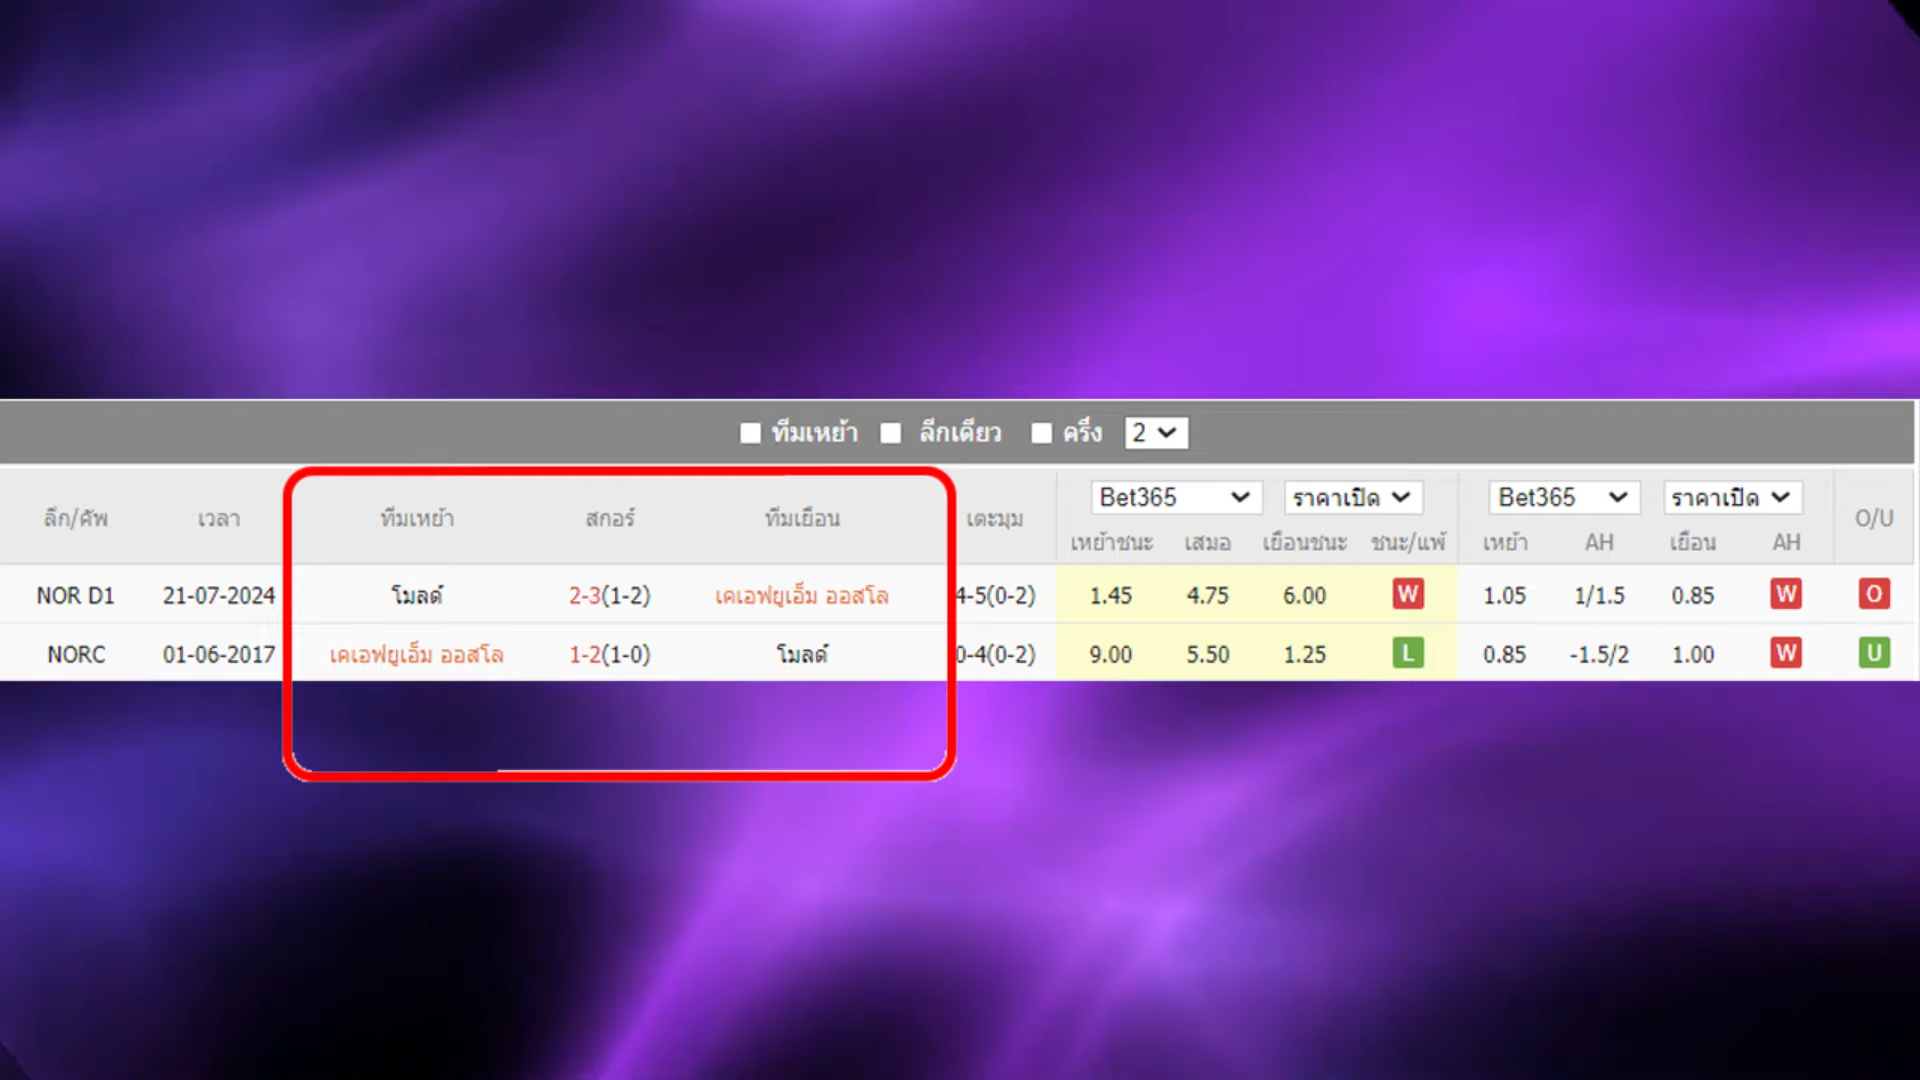 ทีมเหย้า ลีกเดียว ครึ่ง 2
Bet365 ราคาเปิด Bet365 ราคาเปิด
ลีก/คัพ เวลา ทีมเหย้า สกอร์ ทีมเยือน เตะมุม O/U
เหย้าชนะ เสมอ เยือนชนะ ชนะ/แพ้ เหย้า AH เยือน AH
NOR D1 21-07-2024 โมลด์ 2-3(1-2) เคเอฟยูเอ็ม ออสโล 4-5(0-2) 1.45 4.75 6.00 W 1.05 1/1.5 0.85 W O
NORC 01-06-2017 เคเอฟยูเอ็ม ออสโล 1-2(1-0) โมลด์ 0-4(0-2) 9.00 5.50 1.25 L 0.85 -1.5/2 1.00 W U